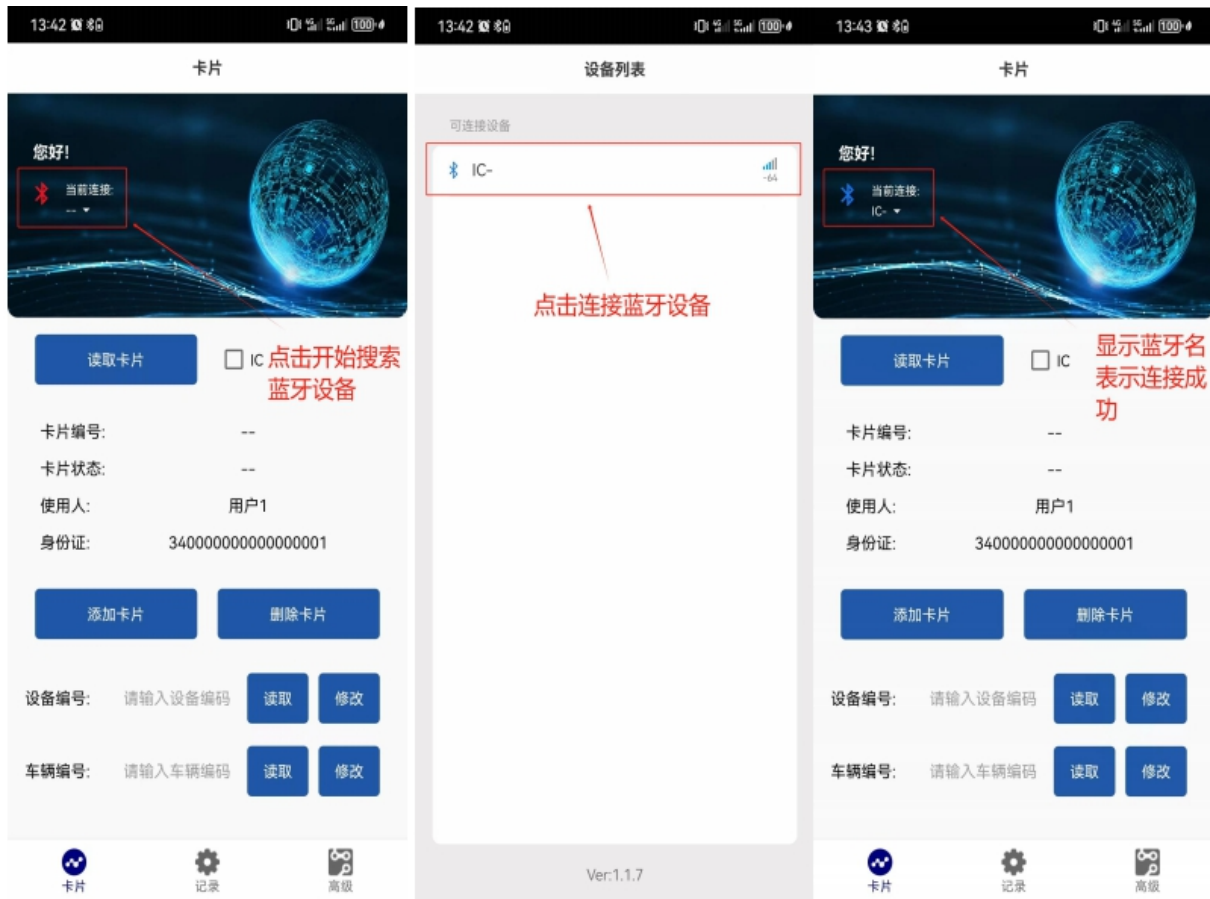 13:42
100
卡片
您好!
当前连接:
--
读取卡片
IC
点击开始搜索
蓝牙设备
卡片编号:
--
卡片状态:
--
使用人:
用户1
身份证:
340000000000000001
添加卡片
删除卡片
设备编号:
请输入设备编码
读取
修改
车辆编号:
请输入车辆编码
读取
修改
卡片
记录
高级
13:42
100
设备列表
可连接设备
IC-
-64
点击连接蓝牙设备
Ver:1.1.7
13:43
100
卡片
您好!
当前连接:
IC-
读取卡片
IC
显示蓝牙名
表示连接成
功
卡片编号:
--
卡片状态:
--
使用人:
用户1
身份证:
340000000000000001
添加卡片
删除卡片
设备编号:
请输入设备编码
读取
修改
车辆编号:
请输入车辆编码
读取
修改
卡片
记录
高级